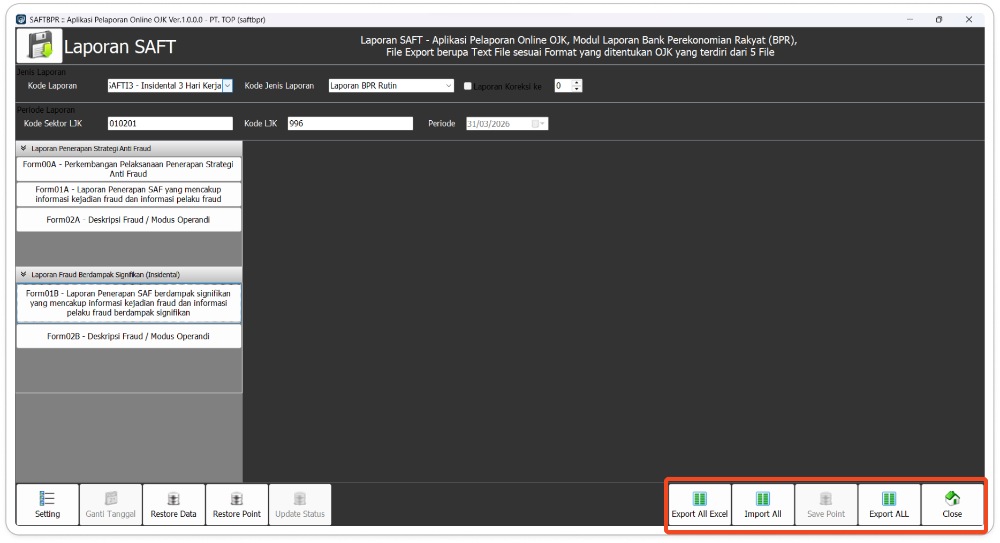 SAFTBPR :: Aplikasi Pelaporan Online OJK Ver.1.0.0.0 - PT. TOP (saftbpr)
Laporan SAFT
Laporan SAFT - Aplikasi Pelaporan Online OJK, Modul Laporan Bank Perekonomian Rakyat (BPR),
File Export berupa Text File sesuai Format yang ditentukan OJK yang terdiri dari 5 File
Jenis Laporan
Kode Laporan
SAFTI3 - Insidental 3 Hari Kerja
Kode Jenis Laporan
Laporan BPR Rutin
Laporan Koreksi ke
0
Periode Laporan
Kode Sektor LJK
010201
Kode LJK
996
Periode
31/03/2026
Laporan Penerapan Strategi Anti Fraud
Form00A - Perkembangan Pelaksanaan Penerapan Strategi
Anti Fraud
Form01A - Laporan Penerapan SAF yang mencakup
informasi kejadian fraud dan informasi pelaku fraud
Form02A - Deskripsi Fraud / Modus Operandi
Laporan Fraud Berdampak Signifikan (Insidental)
Form01B - Laporan Penerapan SAF berdampak signifikan
yang mencakup informasi kejadian fraud dan informasi
pelaku fraud berdampak signifikan
Form02B - Deskripsi Fraud / Modus Operandi
Setting
Ganti Tanggal
Restore Data
Restore Point
Update Status
Export All Excel
Import All
Save Point
Export ALL
Close